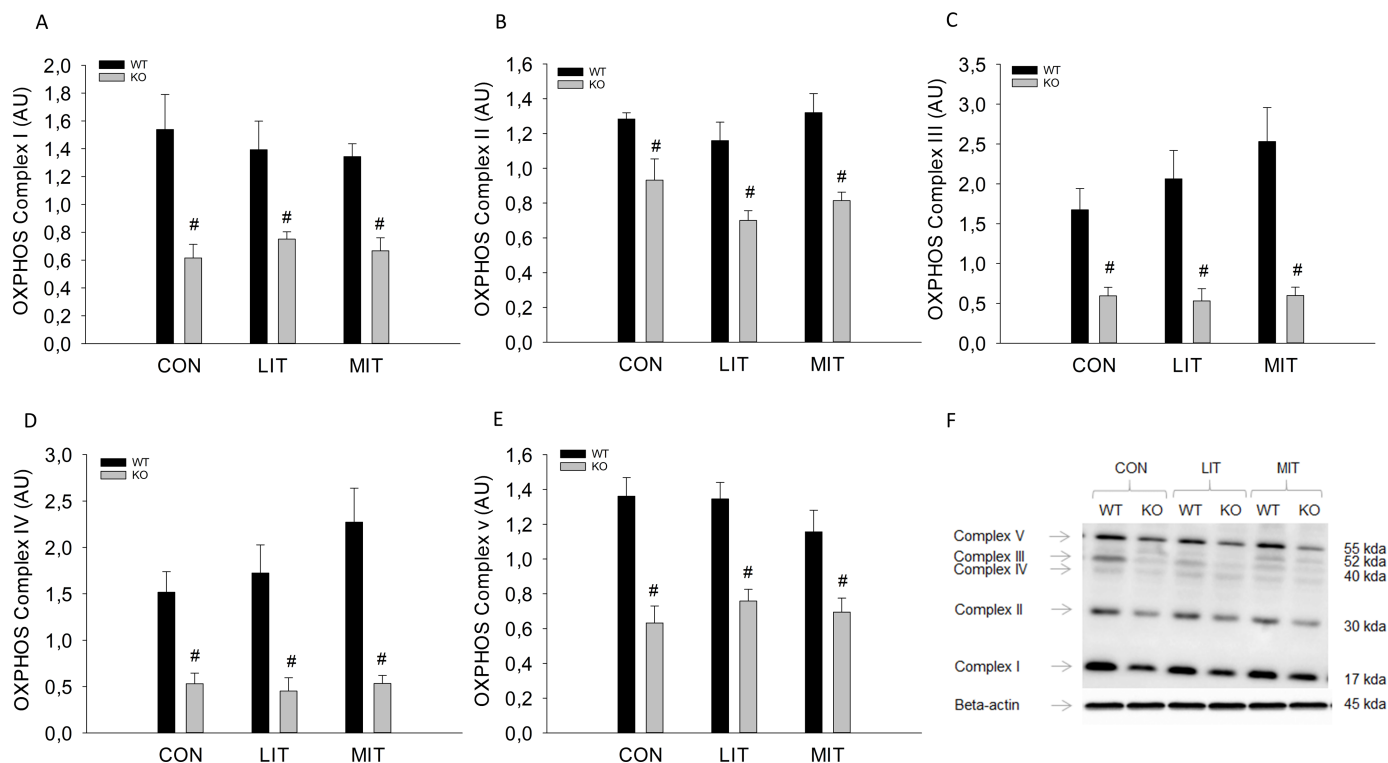 A
OXPHOS Complex I (AU)
2,0
1,8
1,6
1,4
1,2
1,0
0,8
0,6
0,4
0,2
0,0
WT
KO
#
#
#
CON LIT MIT
B
OXPHOS Complex II (AU)
1,6
1,4
1,2
1,0
0,8
0,6
0,4
0,2
0,0
WT
KO
#
#
#
CON LIT MIT
C
OXPHOS Complex III (AU)
3,5
3,0
2,5
2,0
1,5
1,0
0,5
0,0
WT
KO
#
#
#
CON LIT MIT
D
OXPHOS Complex IV (AU)
3,0
2,5
2,0
1,5
1,0
0,5
0,0
WT
KO
#
#
#
CON LIT MIT
E
OXPHOS Complex v (AU)
1,6
1,4
1,2
1,0
0,8
0,6
0,4
0,2
0,0
WT
KO
#
#
#
CON LIT MIT
F
CON LIT MIT
WT KO WT KO WT KO
Complex V 55 kda
Complex III 52 kda
Complex IV 40 kda
Complex II 30 kda
Complex I 17 kda
Beta-actin 45 kda